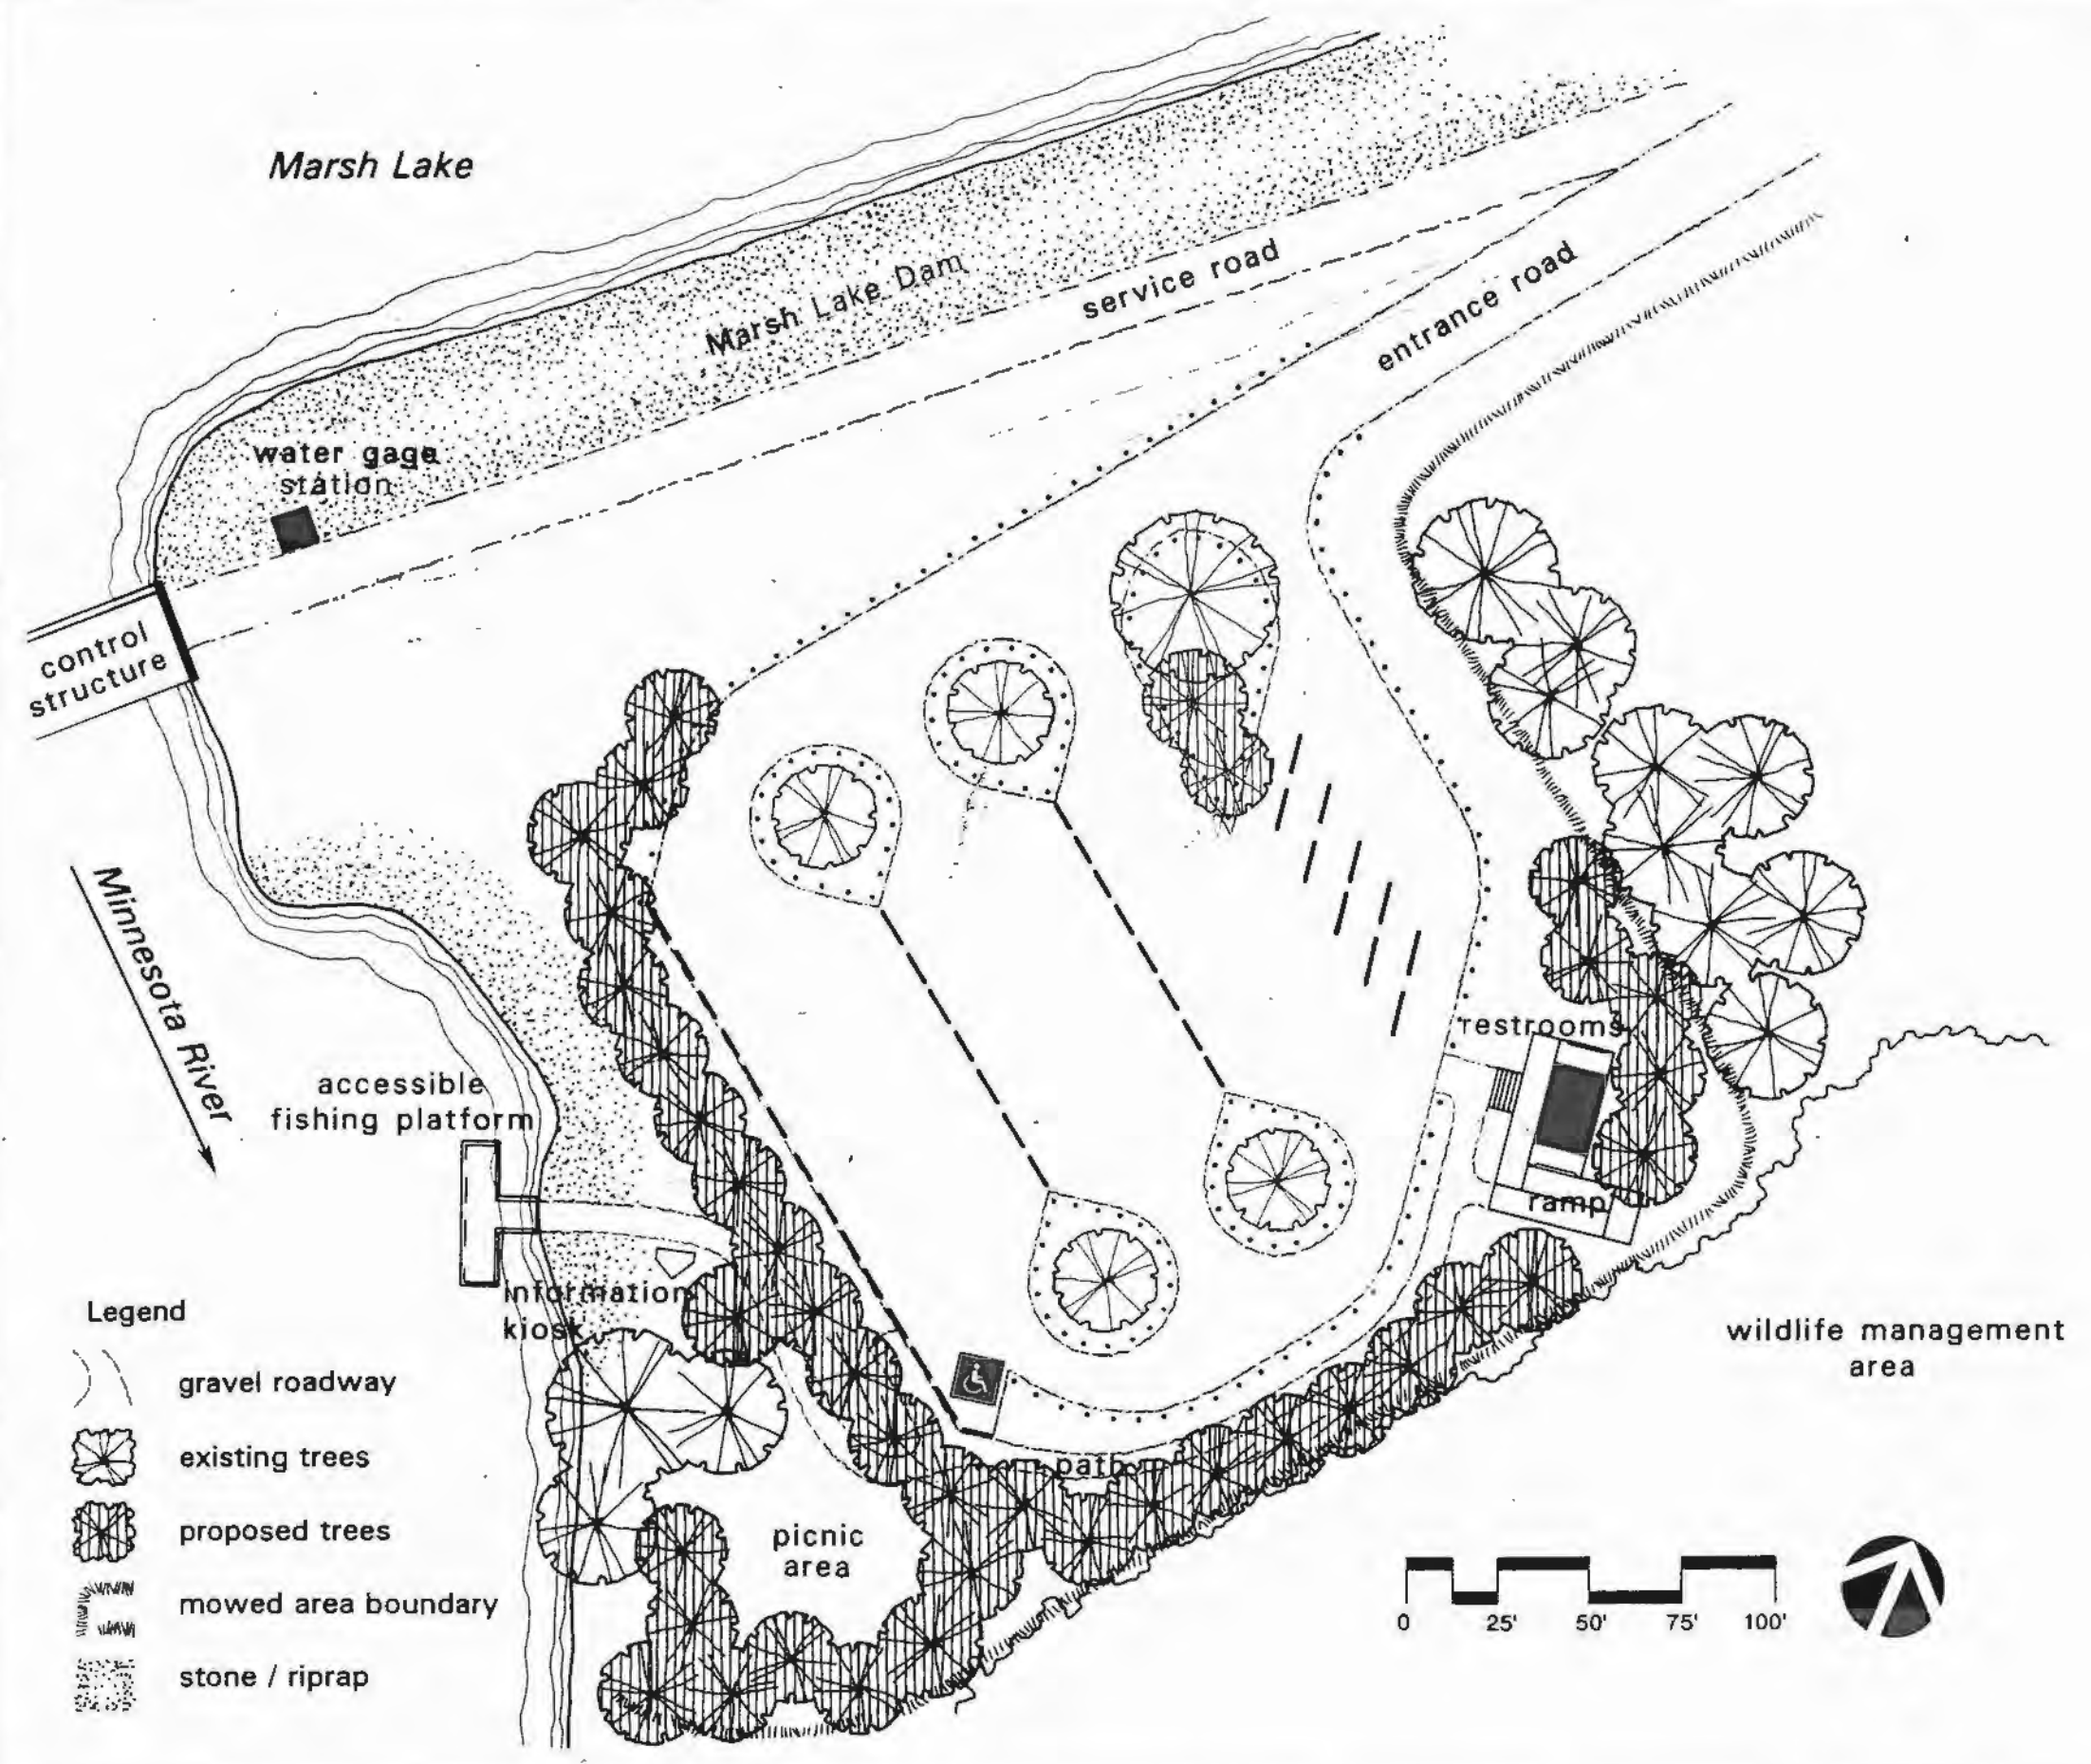 Marsh Lake
Marsh Lake Dam
service road
entrance road
water gage
station
control
structure
Minnesota River
accessible
fishing platform
restrooms
ramp
information
kiosk
path
picnic
area
wildlife management
area
Legend
gravel roadway
existing trees
proposed trees
mowed area boundary
stone / riprap
0 25' 50' 75' 100'